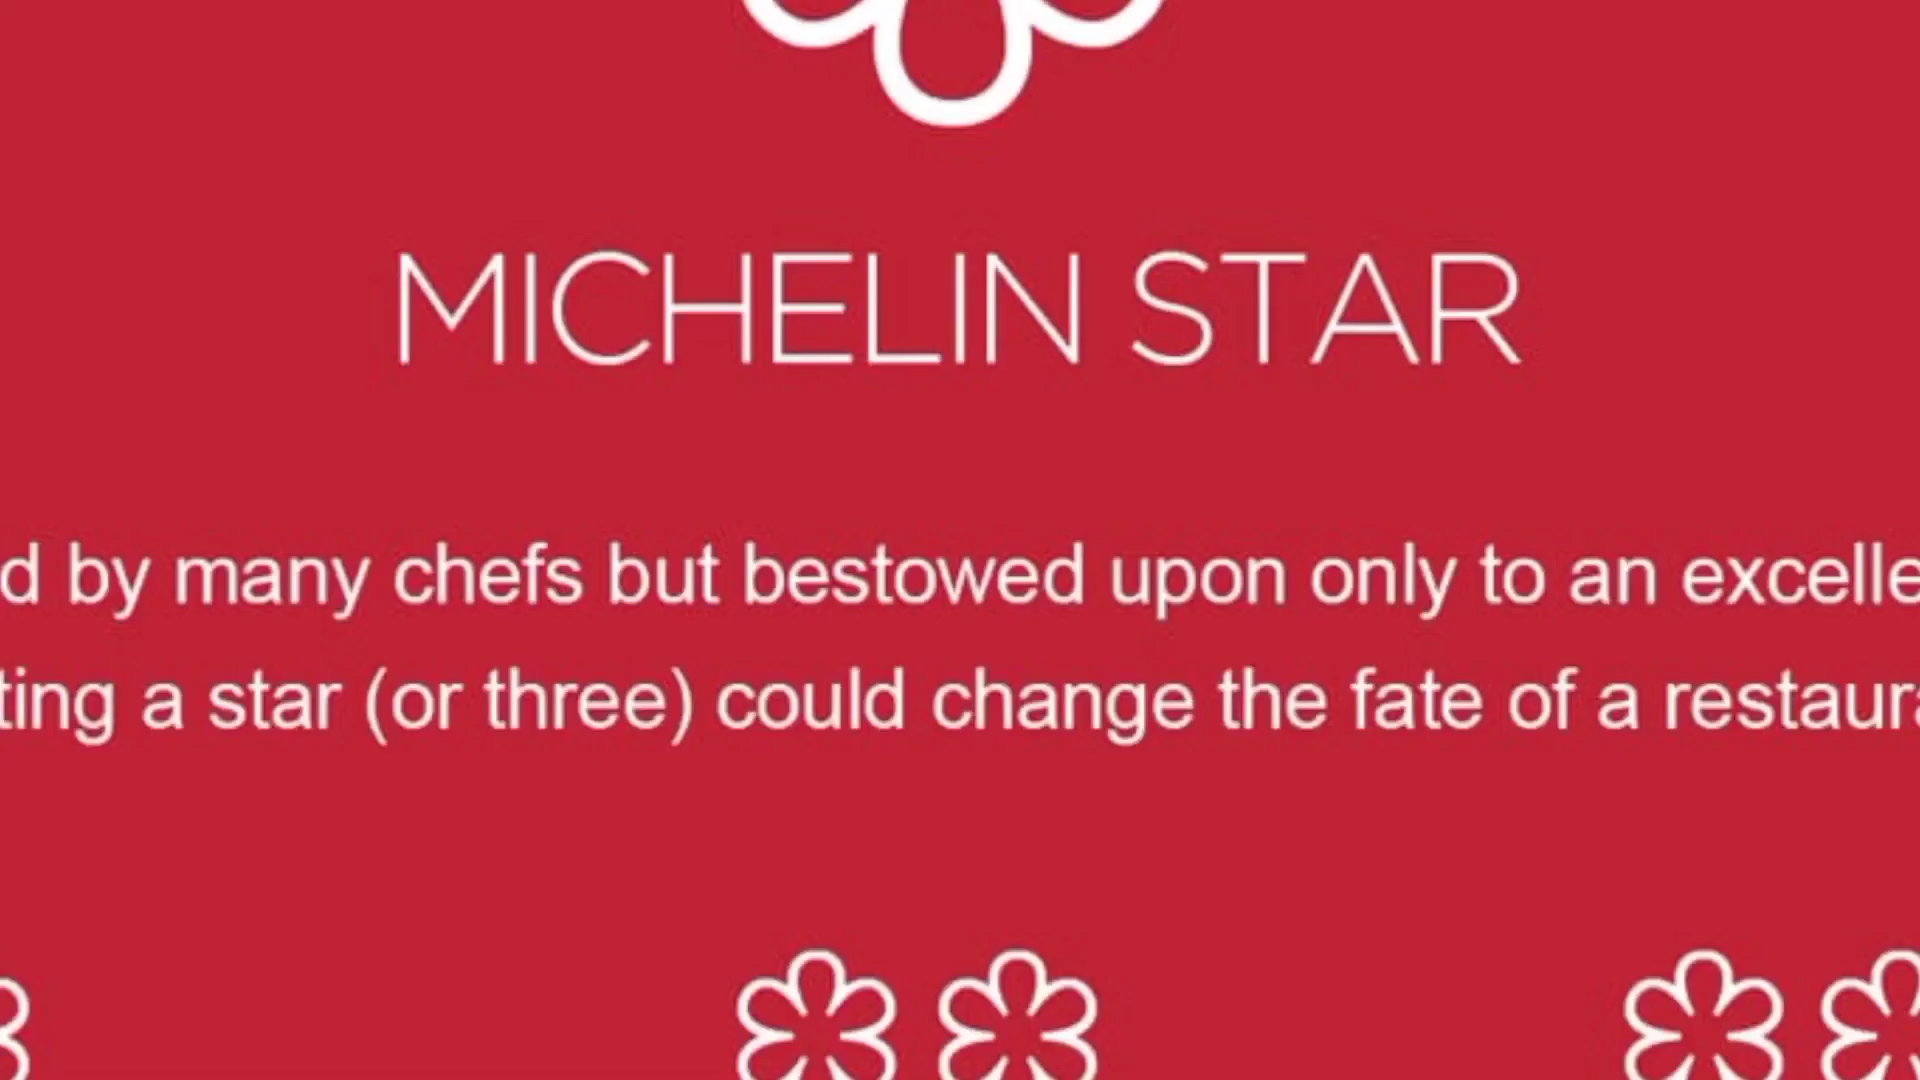 MICHELIN STAR
d by many chefs but bestowed upon only to an excelle
ting a star (or three) could change the fate of a restaura